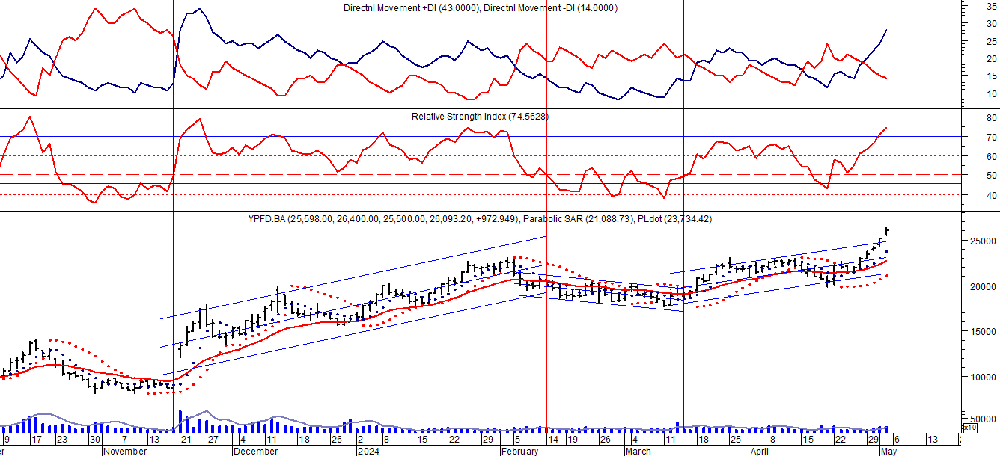 Directnl Movement +DI (43.0000), Directnl Movement -DI (14.0000)
35
30
25
20
15
10
Relative Strength Index (74.5628)
80
70
60
50
40
YPFD.BA (25,598.00, 26,400.00, 25,500.00, 26,093.20, +972.949), Parabolic SAR (21,088.73), PLdot (23,734.42)
25000
20000
15000
10000
50000
x10
9 17 23 30 7 13 21 27 4 11 18 26 2 8 15 22 29 5 14 19 26 4 11 18 25 1 8 15 22 29 6 13
er November December 2024 February March April May